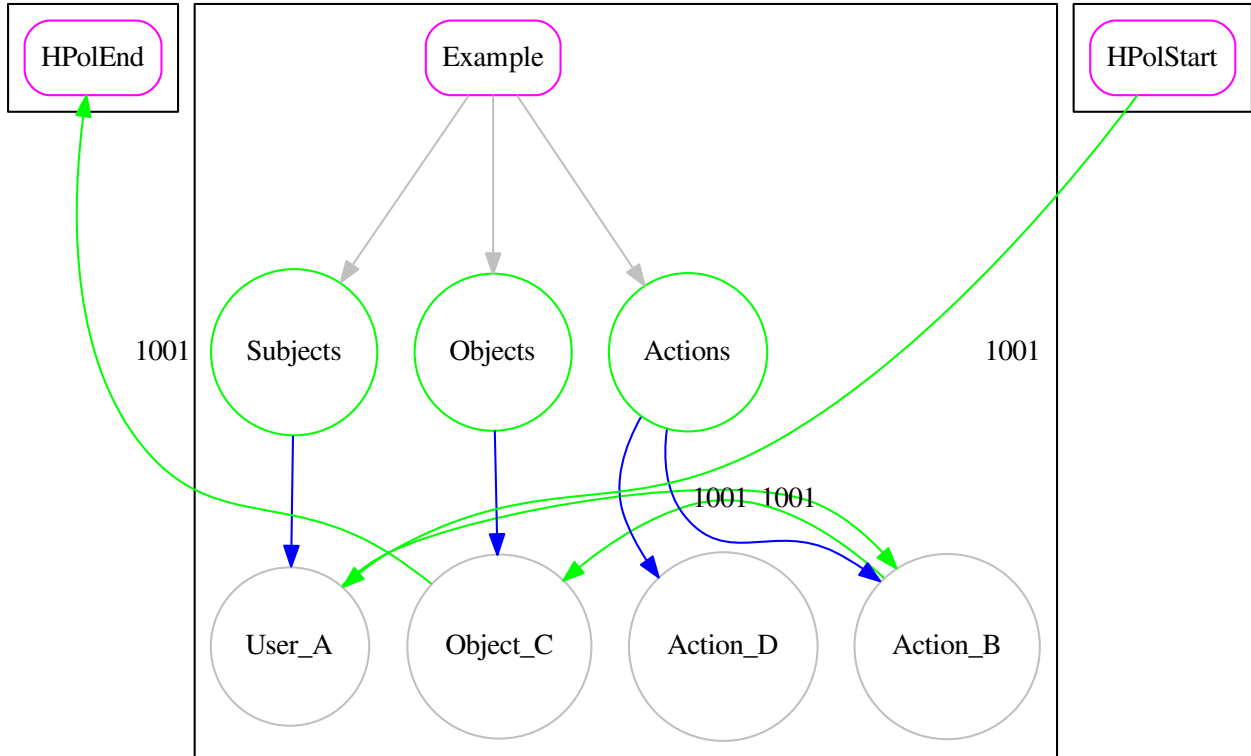 HPolEnd
Example
HPolStart
1001
Subjects
Objects
Actions
1001
1001
1001
User_A
Object_C
Action_D
Action_B